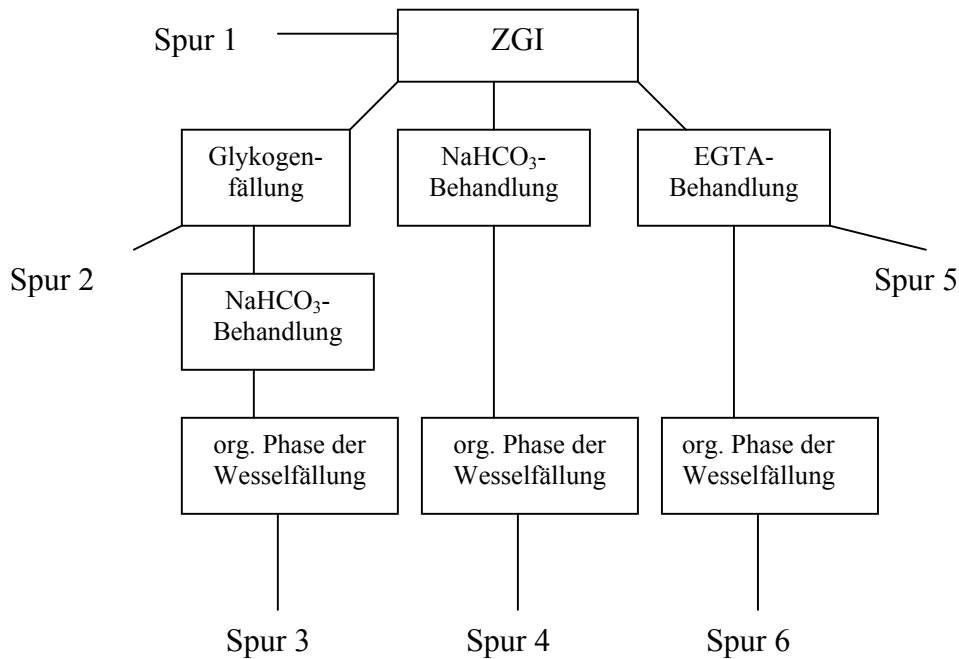 Spur 1
ZGI
Glykogen-
fällung
NaHCO₃-
Behandlung
EGTA-
Behandlung
Spur 2
Spur 5
NaHCO₃-
Behandlung
org. Phase der
Wesselfällung
org. Phase der
Wesselfällung
org. Phase der
Wesselfällung
Spur 3
Spur 4
Spur 6